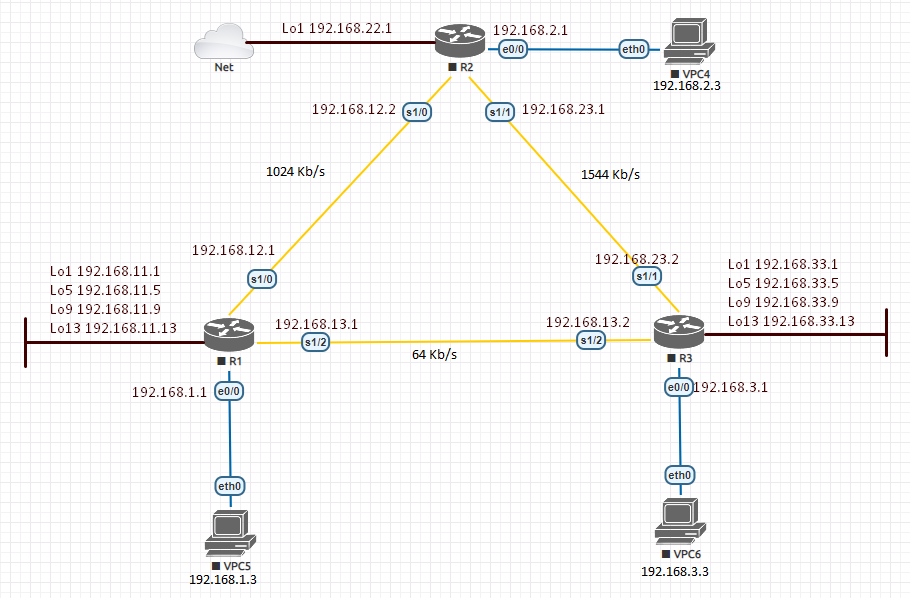 Lo1 192.168.22.1
192.168.2.1
e0/0
eth0
Net
R2
VPC4
192.168.2.3
192.168.12.2
s1/0
s1/1
192.168.23.1
1024 Kb/s
1544 Kb/s
192.168.12.1
s1/0
192.168.23.2
s1/1
Lo1 192.168.11.1
Lo5 192.168.11.5
Lo9 192.168.11.9
Lo13 192.168.11.13
Lo1 192.168.33.1
Lo5 192.168.33.5
Lo9 192.168.33.9
Lo13 192.168.33.13
192.168.13.1
s1/2
192.168.13.2
s1/2
64 Kb/s
R1
R3
192.168.1.1
e0/0
e0/0
192.168.3.1
eth0
eth0
VPC5
192.168.1.3
VPC6
192.168.3.3